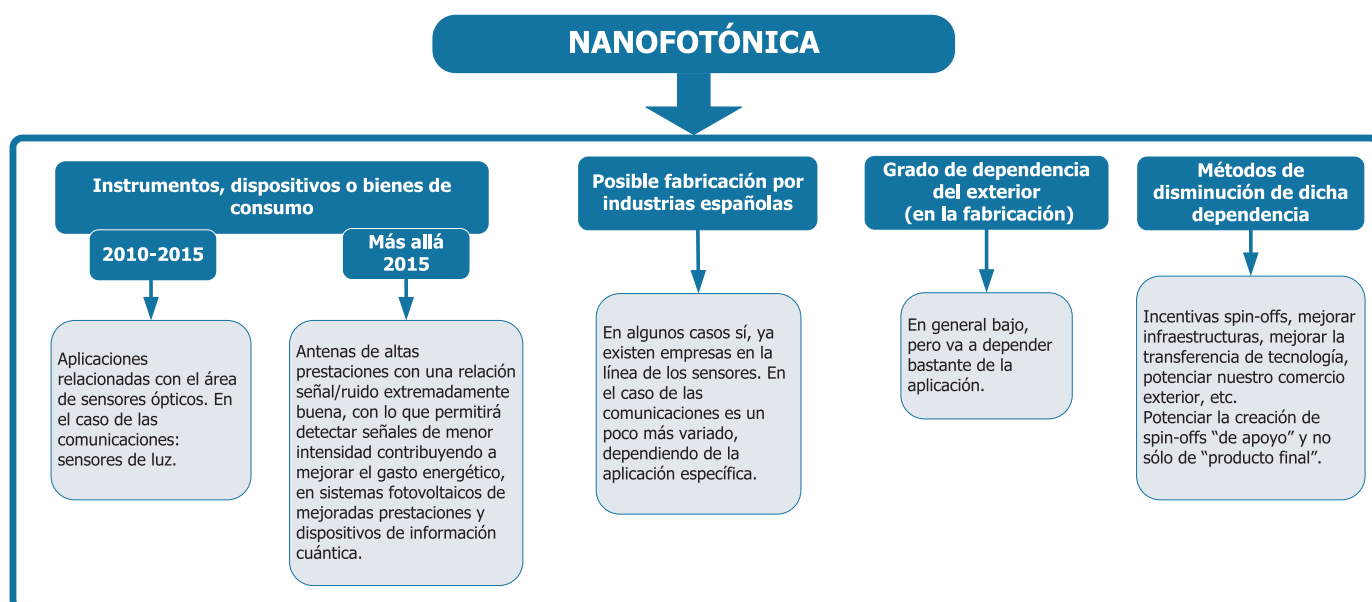 NANOFOTÓNICA
Instrumentos, dispositivos o bienes de
consumo
2010-2015
Aplicaciones
relacionadas con el área
de sensores ópticos. En
el caso de las
comunicaciones:
sensores de luz.
Más allá
2015
Antenas de altas
prestaciones con una relación
señal/ruido extremadamente
buena, con lo que permitirá
detectar señales de menor
intensidad contribuyendo a
mejorar el gasto energético,
en sistemas fotovoltaicos de
mejoradas prestaciones y
dispositivos de información
cuántica.
Posible fabricación por
industrias españolas
En algunos casos sí, ya
existen empresas en la
línea de los sensores. En
el caso de las
comunicaciones es un
poco más variado,
dependiendo de la
aplicación específica.
Grado de dependencia
del exterior
(en la fabricación)
En general bajo,
pero va a depender
bastante de la
aplicación.
Métodos de
disminución de dicha
dependencia
Incentivas spin-offs, mejorar
infraestructuras, mejorar la
transferencia de tecnología,
potenciar nuestro comercio
exterior, etc.
Potenciar la creación de
spin-offs “de apoyo” y no
sólo de “producto final”.